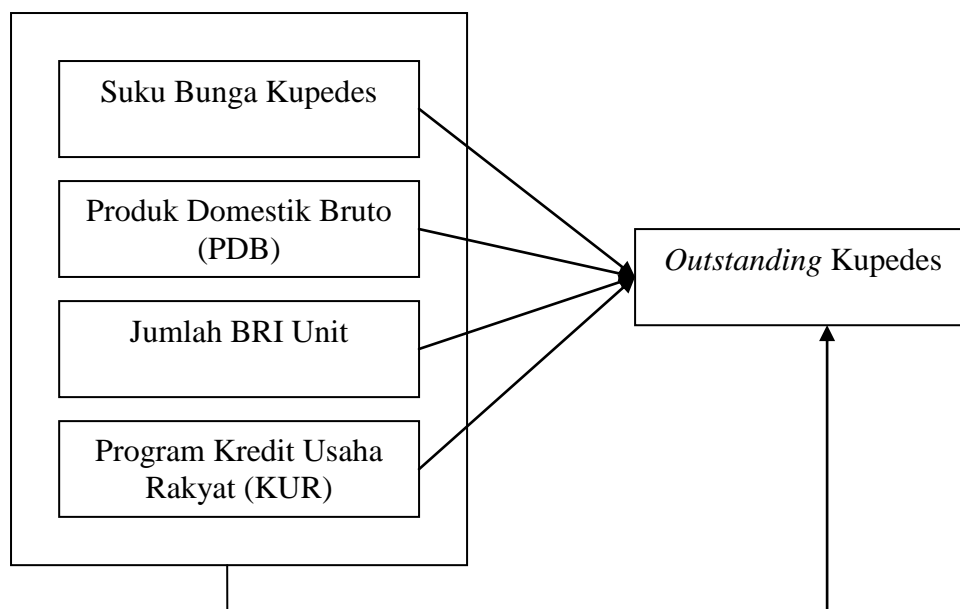 Suku Bunga Kupedes
Produk Domestik Bruto
(PDB)
Jumlah BRI Unit
Program Kredit Usaha
Rakyat (KUR)
Outstanding Kupedes